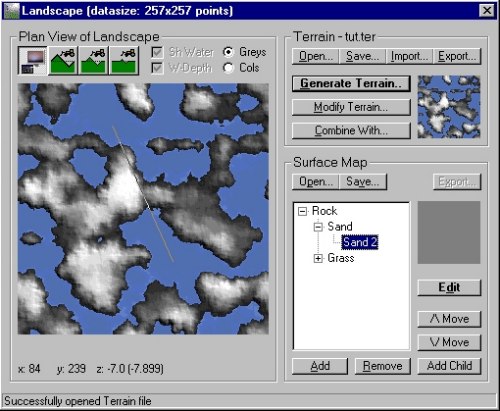 Landscape (datasize: 257x257 points)
Plan View of Landscape
Sh Water
W-Depth
Greys
Cols
x: 84 y: 239 z: -7.0 (-7.899)
Terrain - tut.ter
Open... Save... Import... Export...
Generate Terrain..
Modify Terrain...
Combine With...
Surface Map
Open... Save... Export...
Rock
Sand
Sand 2
Grass
Edit
/\ Move
\/ Move
Add Remove Add Child
Successfully opened Terrain file